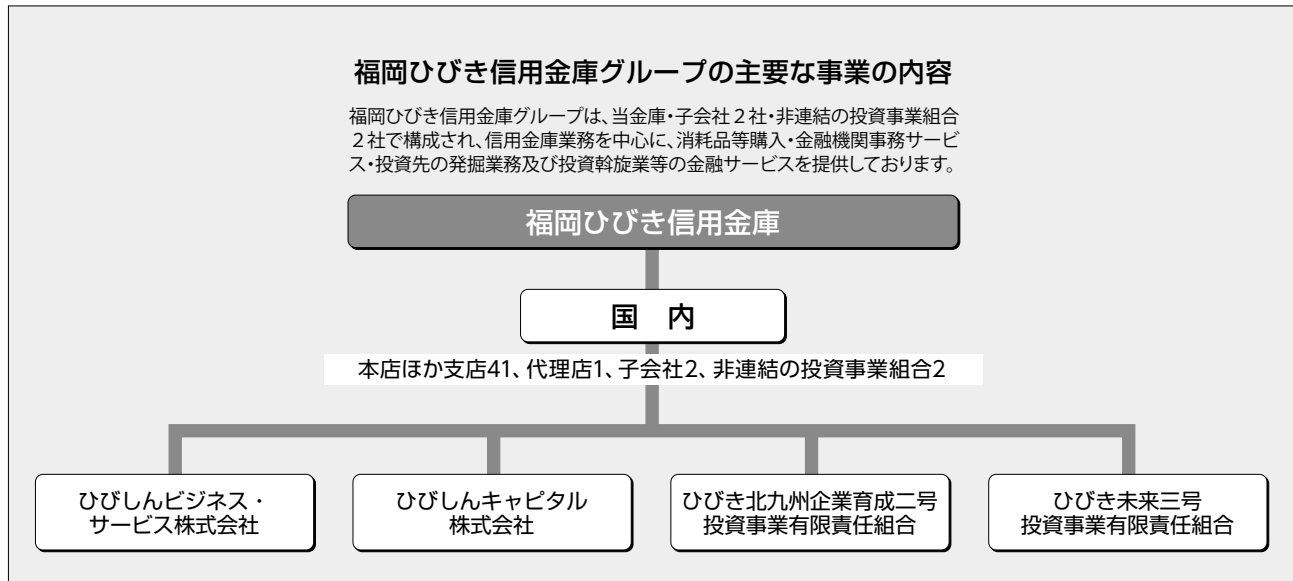 福岡ひびき信用金庫グループの主要な事業の内容
福岡ひびき信用金庫グループは、当金庫・子会社２社・非連結の投資事業組合
２社で構成され、信用金庫業務を中心に、消耗品等購入・金融機関事務サービ
ス・投資先の発掘業務及び投資斡旋業等の金融サービスを提供しております。
福岡ひびき信用金庫
国　内
本店ほか支店41、代理店1、子会社2、非連結の投資事業組合2
ひびしんビジネス・
サービス株式会社
ひびしんキャピタル
株式会社
ひびき北九州企業育成二号
投資事業有限責任組合
ひびき未来三号
投資事業有限責任組合